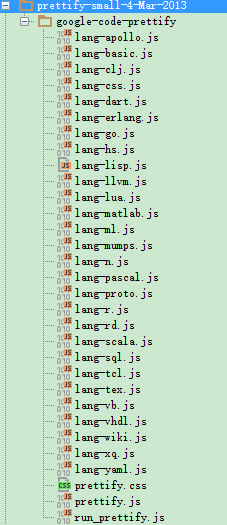 prettify-small-4-Mar-2013
google-code-prettify
lang-apollo.js
lang-basic.js
lang-clj.js
lang-css.js
lang-dart.js
lang-erlang.js
lang-go.js
lang-hs.js
lang-lisp.js
lang-llvm.js
lang-lua.js
lang-matlab.js
lang-ml.js
lang-mumps.js
lang-n.js
lang-pascal.js
lang-proto.js
lang-r.js
lang-rd.js
lang-scala.js
lang-sql.js
lang-tcl.js
lang-tex.js
lang-vb.js
lang-vhdl.js
lang-wiki.js
lang-xq.js
lang-yaml.js
prettify.css
prettify.js
run_prettify.js